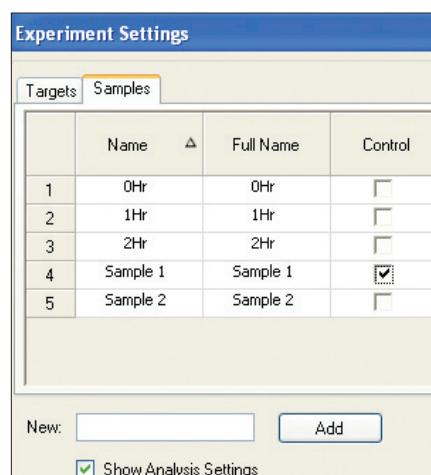 Experiment Settings
Targets Samples
Name Full Name Control
1 0Hr 0Hr
2 1Hr 1Hr
3 2Hr 2Hr
4 Sample 1 Sample 1
5 Sample 2 Sample 2
New: Add
Show Analysis Settings